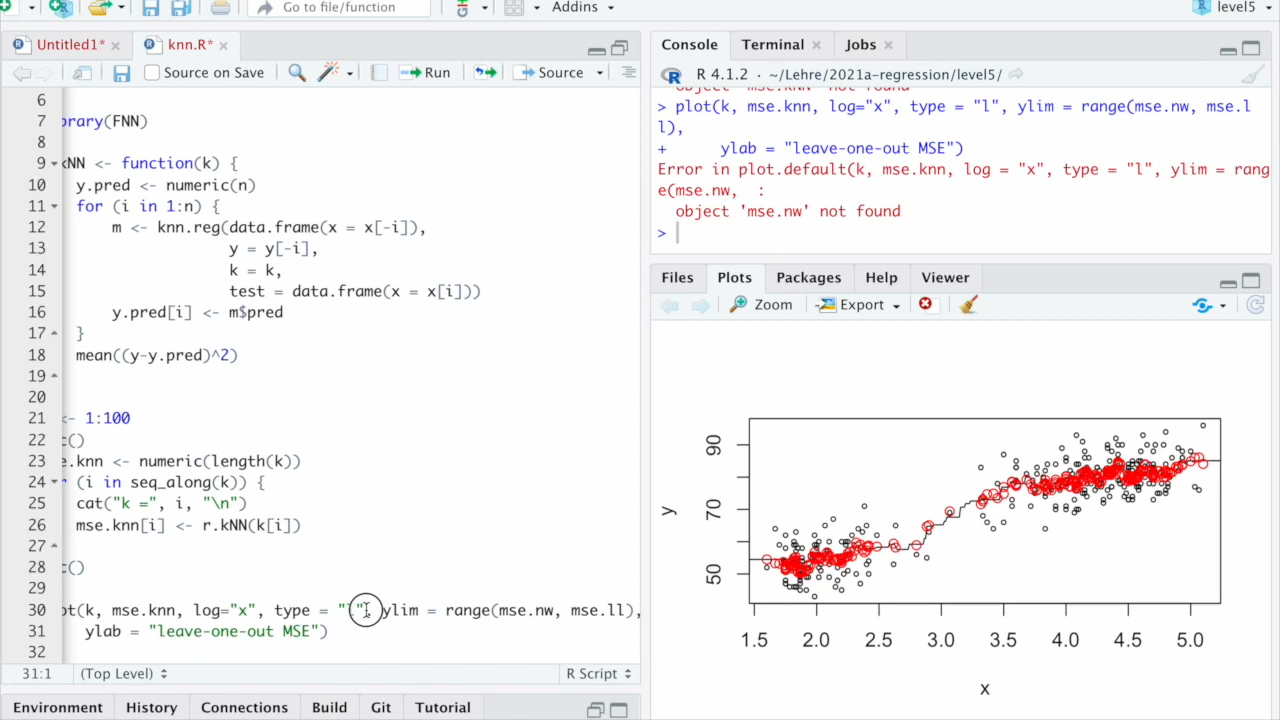 Go to file/function
Addins
level5
Untitled1*
knn.R*
Source on Save
Run
Source
6
7 brary(FNN)
8
9 kNN <- function(k) {
10 y.pred <- numeric(n)
11 for (i in 1:n) {
12 m <- knn.reg(data.frame(x = x[-i]),
13 y = y[-i],
14 k = k,
15 test = data.frame(x = x[i]))
16 y.pred[i] <- m$pred
17 }
18 mean((y-y.pred)^2)
19
20
21 <- 1:100
22 c()
23 e.knn <- numeric(length(k))
24 (i in seq_along(k)) {
25 cat("k =", i, "\n")
26 mse.knn[i] <- r.kNN(k[i])
27
28 c()
29
30 ot(k, mse.knn, log="x", type = "l", ylim = range(mse.nw, mse.ll),
31 ylab = "leave-one-out MSE")
32
31:1
(Top Level)
R Script
Environment
History
Connections
Build
Git
Tutorial
Console
Terminal
Jobs
R 4.1.2 · ~/Lehre/2021a-regression/level5/
object 'mse.kNN' not found
> plot(k, mse.knn, log="x", type = "l", ylim = range(mse.nw, mse.l
l),
+ ylab = "leave-one-out MSE")
Error in plot.default(k, mse.knn, log = "x", type = "l", ylim = rang
e(mse.nw, :
object 'mse.nw' not found
>
Files
Plots
Packages
Help
Viewer
Zoom
Export
y
90
70
50
1.5 2.0 2.5 3.0 3.5 4.0 4.5 5.0
x